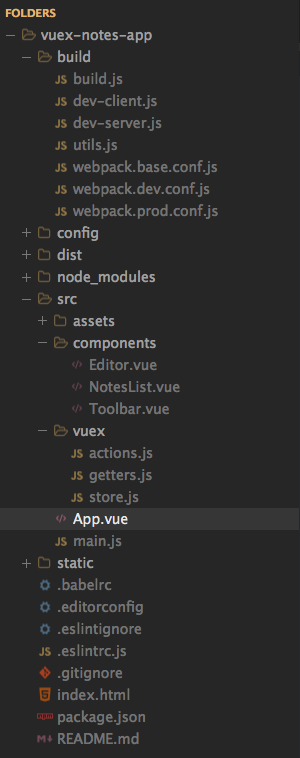 FOLDERS
vuex-notes-app
build
JS build.js
JS dev-client.js
JS dev-server.js
JS utils.js
JS webpack.base.conf.js
JS webpack.dev.conf.js
JS webpack.prod.conf.js
config
dist
node_modules
src
assets
components
Editor.vue
NotesList.vue
Toolbar.vue
vuex
JS actions.js
JS getters.js
JS store.js
App.vue
JS main.js
static
.babelrc
.editorconfig
.eslintignore
JS .eslintrc.js
.gitignore
index.html
package.json
README.md